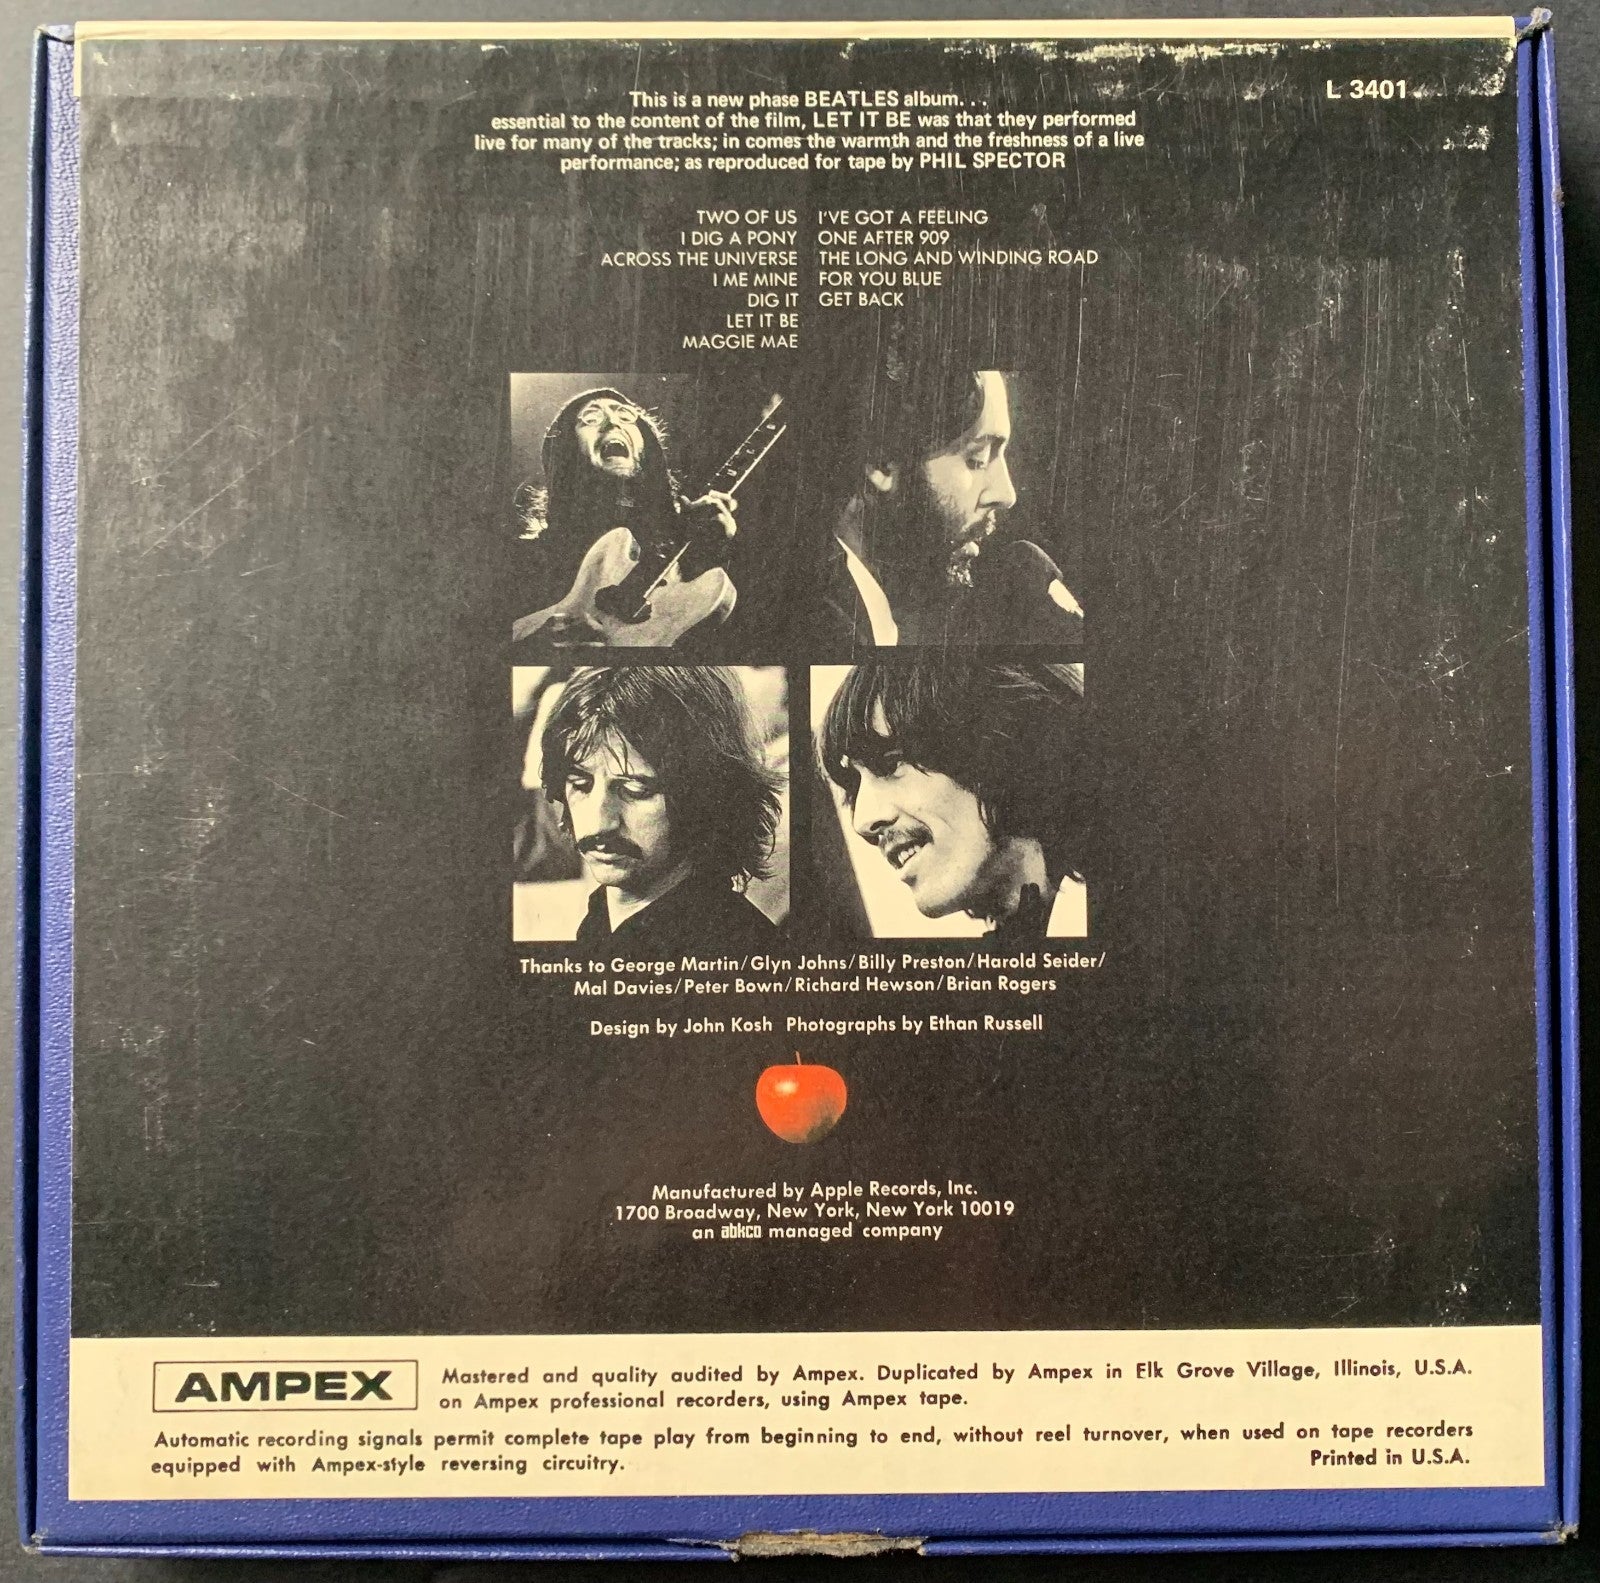 L 3401
This is a new phase BEATLES album. . .
essential to the content of the film, LET IT BE was that they performed
live for many of the tracks; in comes the warmth and the freshness of a live
performance; as reproduced for tape by PHIL SPECTOR
TWO OF US
I DIG A PONY
ACROSS THE UNIVERSE
I ME MINE
DIG IT
LET IT BE
MAGGIE MAE
I'VE GOT A FEELING
ONE AFTER 909
THE LONG AND WINDING ROAD
FOR YOU BLUE
GET BACK
Thanks to George Martin/Glyn Johns/Billy Preston/Harold Seider/
Mal Davies/Peter Bown/Richard Hewson/Brian Rogers
Design by John Kosh Photographs by Ethan Russell
Manufactured by Apple Records, Inc.
1700 Broadway, New York, New York 10019
an abkco managed company
AMPEX
Mastered and quality audited by Ampex. Duplicated by Ampex in Elk Grove Village, Illinois, U.S.A.
on Ampex professional recorders, using Ampex tape.
Automatic recording signals permit complete tape play from beginning to end, without reel turnover, when used on tape recorders
equipped with Ampex-style reversing circuitry.
Printed in U.S.A.